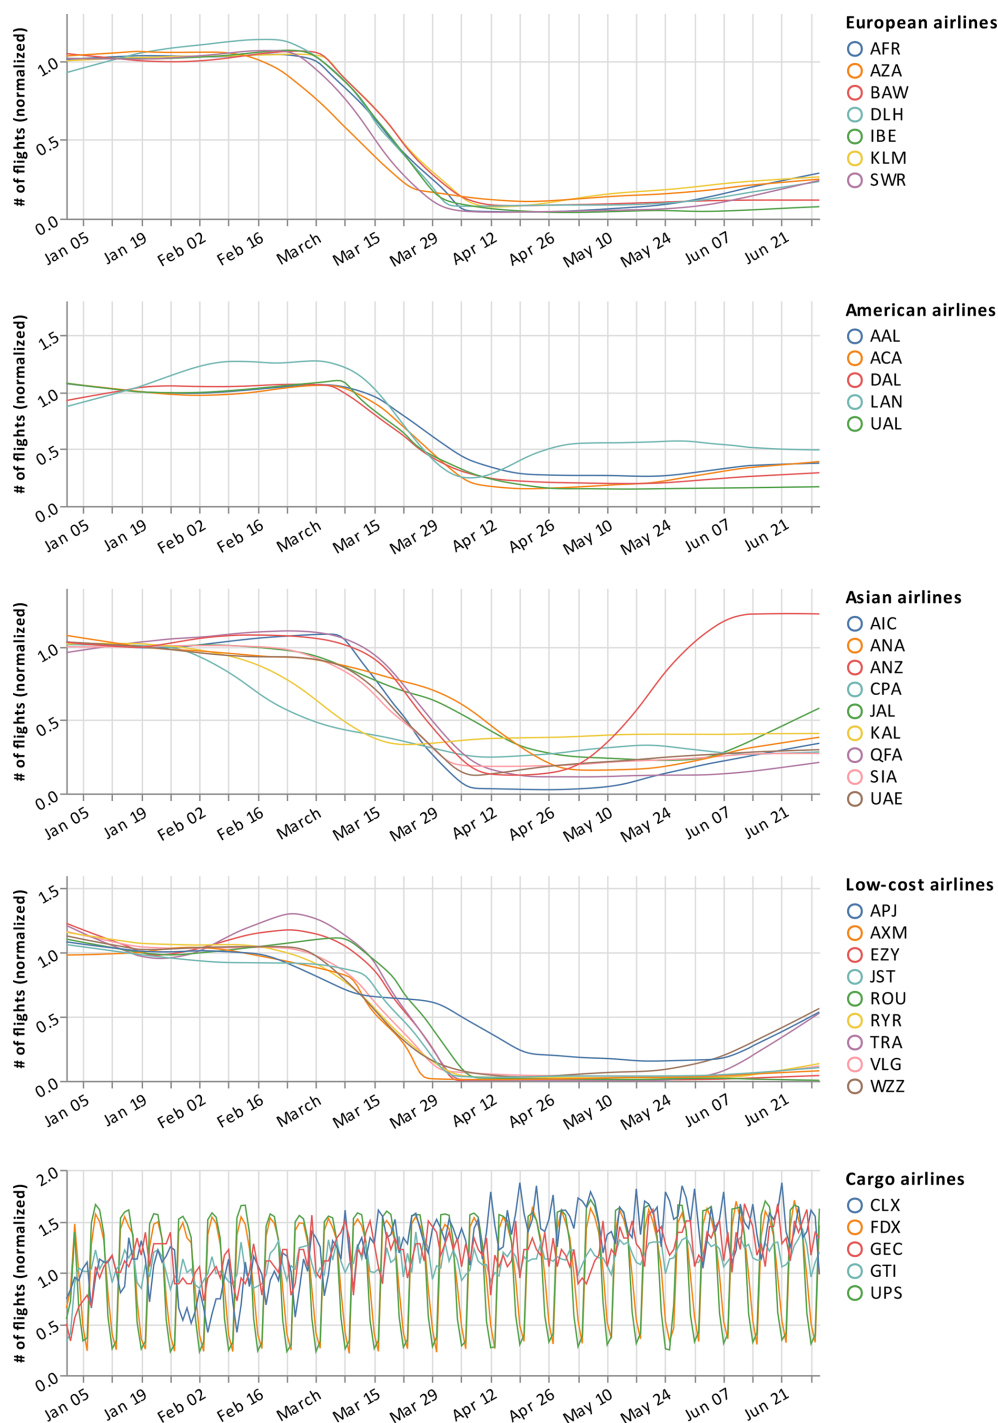 European airlines
# of flights (normalized)
1.0
0.5
0.0
AFR
AZA
BAW
DLH
IBE
KLM
SWR
Jan 05 Jan 19 Feb 02 Feb 16 March Mar 15 Mar 29 Apr 12 Apr 26 May 10 May 24 Jun 07 Jun 21
American airlines
# of flights (normalized)
1.5
1.0
0.5
0.0
AAL
ACA
DAL
LAN
UAL
Jan 05 Jan 19 Feb 02 Feb 16 March Mar 15 Mar 29 Apr 12 Apr 26 May 10 May 24 Jun 07 Jun 21
Asian airlines
# of flights (normalized)
1.0
0.5
0.0
AIC
ANA
ANZ
CPA
JAL
KAL
QFA
SIA
UAE
Jan 05 Jan 19 Feb 02 Feb 16 March Mar 15 Mar 29 Apr 12 Apr 26 May 10 May 24 Jun 07 Jun 21
Low-cost airlines
# of flights (normalized)
1.5
1.0
0.5
0.0
APJ
AXM
EZY
JST
ROU
RYR
TRA
VLG
WZZ
Jan 05 Jan 19 Feb 02 Feb 16 March Mar 15 Mar 29 Apr 12 Apr 26 May 10 May 24 Jun 07 Jun 21
Cargo airlines
# of flights (normalized)
2.0
1.5
1.0
0.5
0.0
CLX
FDX
GEC
GTI
UPS
Jan 05 Jan 19 Feb 02 Feb 16 March Mar 15 Mar 29 Apr 12 Apr 26 May 10 May 24 Jun 07 Jun 21